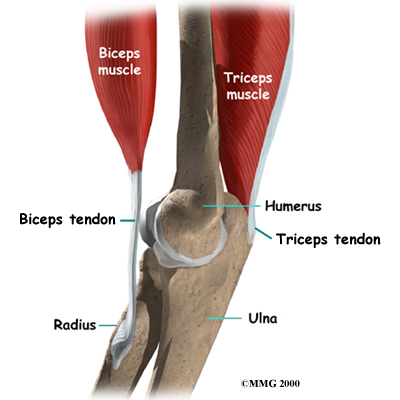 Biceps
muscle
Triceps
muscle
Humerus
Biceps tendon
Triceps tendon
Radius
Ulna
©MMG 2000